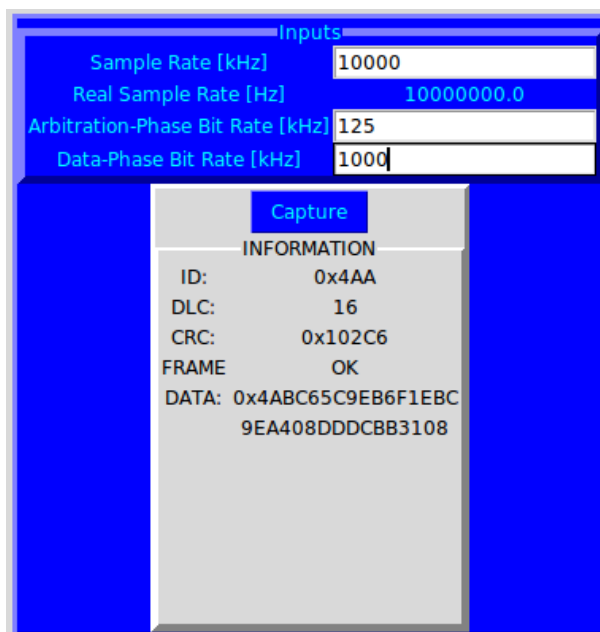 Inputs
Sample Rate [kHz] 10000
Real Sample Rate [Hz] 10000000.0
Arbitration-Phase Bit Rate [kHz] 125
Data-Phase Bit Rate [kHz] 1000
Capture
INFORMATION
ID: 0x4AA
DLC: 16
CRC: 0x102C6
FRAME OK
DATA: 0x4ABC65C9EB6F1EBC
9EA408DDDCBB3108